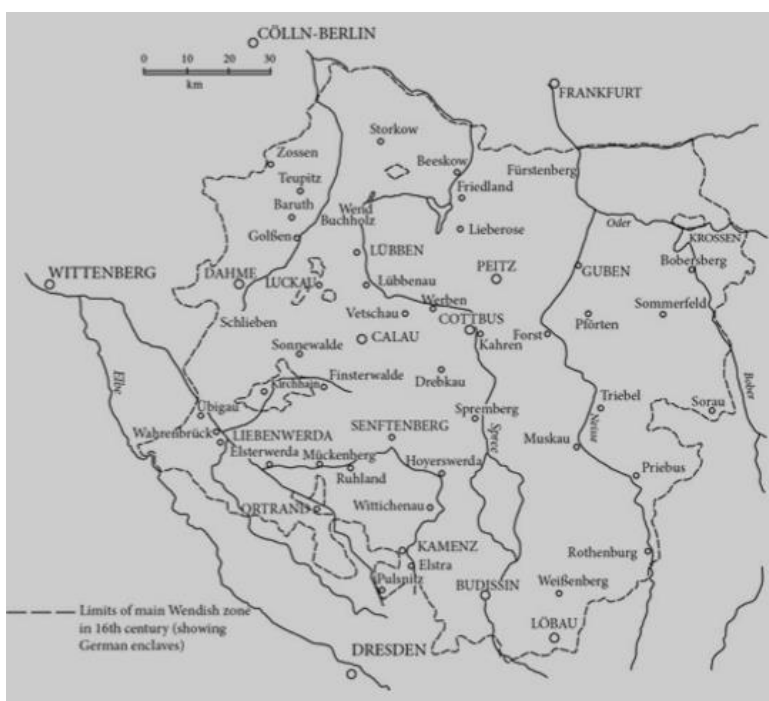 CÖLLN-BERLIN
0 10 20 30
km
FRANKFURT
Storkow
Zossen
Beeskow
Fürstenberg
Teupitz
Friedland
Baruth
Wend
Buchholz
Oder
Golßen
Lieberose
KROSSEN
LÜBBEN
Bobersberg
WITTENBERG
DAHME
LUCKAU
Lübbenau
PEITZ
GUBEN
Werben
Schlieben
Vetschau
COTTBUS
Pförten
Sommerfeld
CALAU
Kahren
Forst
Sonnewalde
Elbe
Kirchhain
Finsterwalde
Drebkau
Bober
Übigau
Triebel
Sorau
Spremberg
Neisse
Wahrenbrück
LIEBENWERDA
SENFTENBERG
Spree
Muskau
Elsterwerda
Mückenberg
Hoyerswerda
Ruhland
Priebus
ORTRAND
Wittichenau
KAMENZ
Rothenburg
Elstra
Pulsnitz
BUDISSIN
Weißenberg
Limits of main Wendish zone
in 16th century (showing
German enclaves)
LÖBAU
DRESDEN